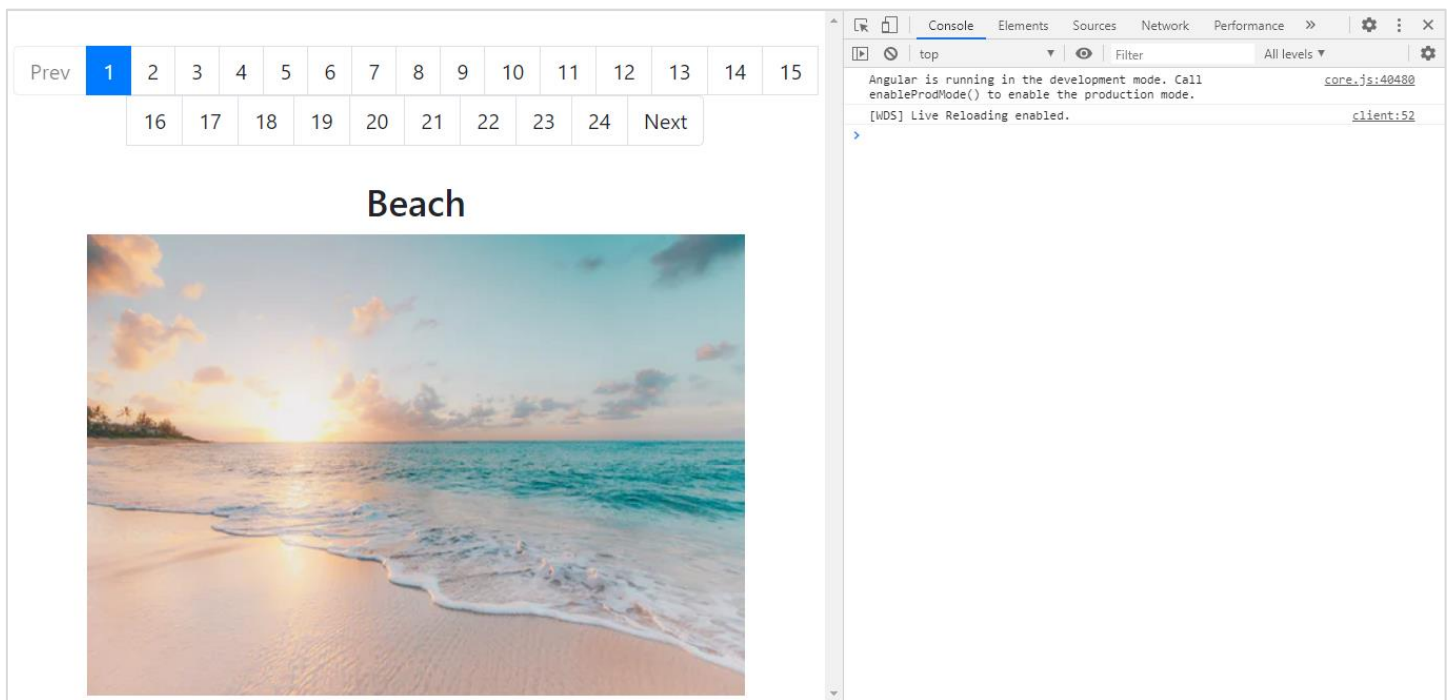 Prev 1 2 3 4 5 6 7 8 9 10 11 12 13 14 15
16 17 18 19 20 21 22 23 24 Next
Beach
Console Elements Sources Network Performance »
top Filter All levels
Angular is running in the development mode. Call core.js:40480
enableProdMode() to enable the production mode.
[WDS] Live Reloading enabled. client:52
>